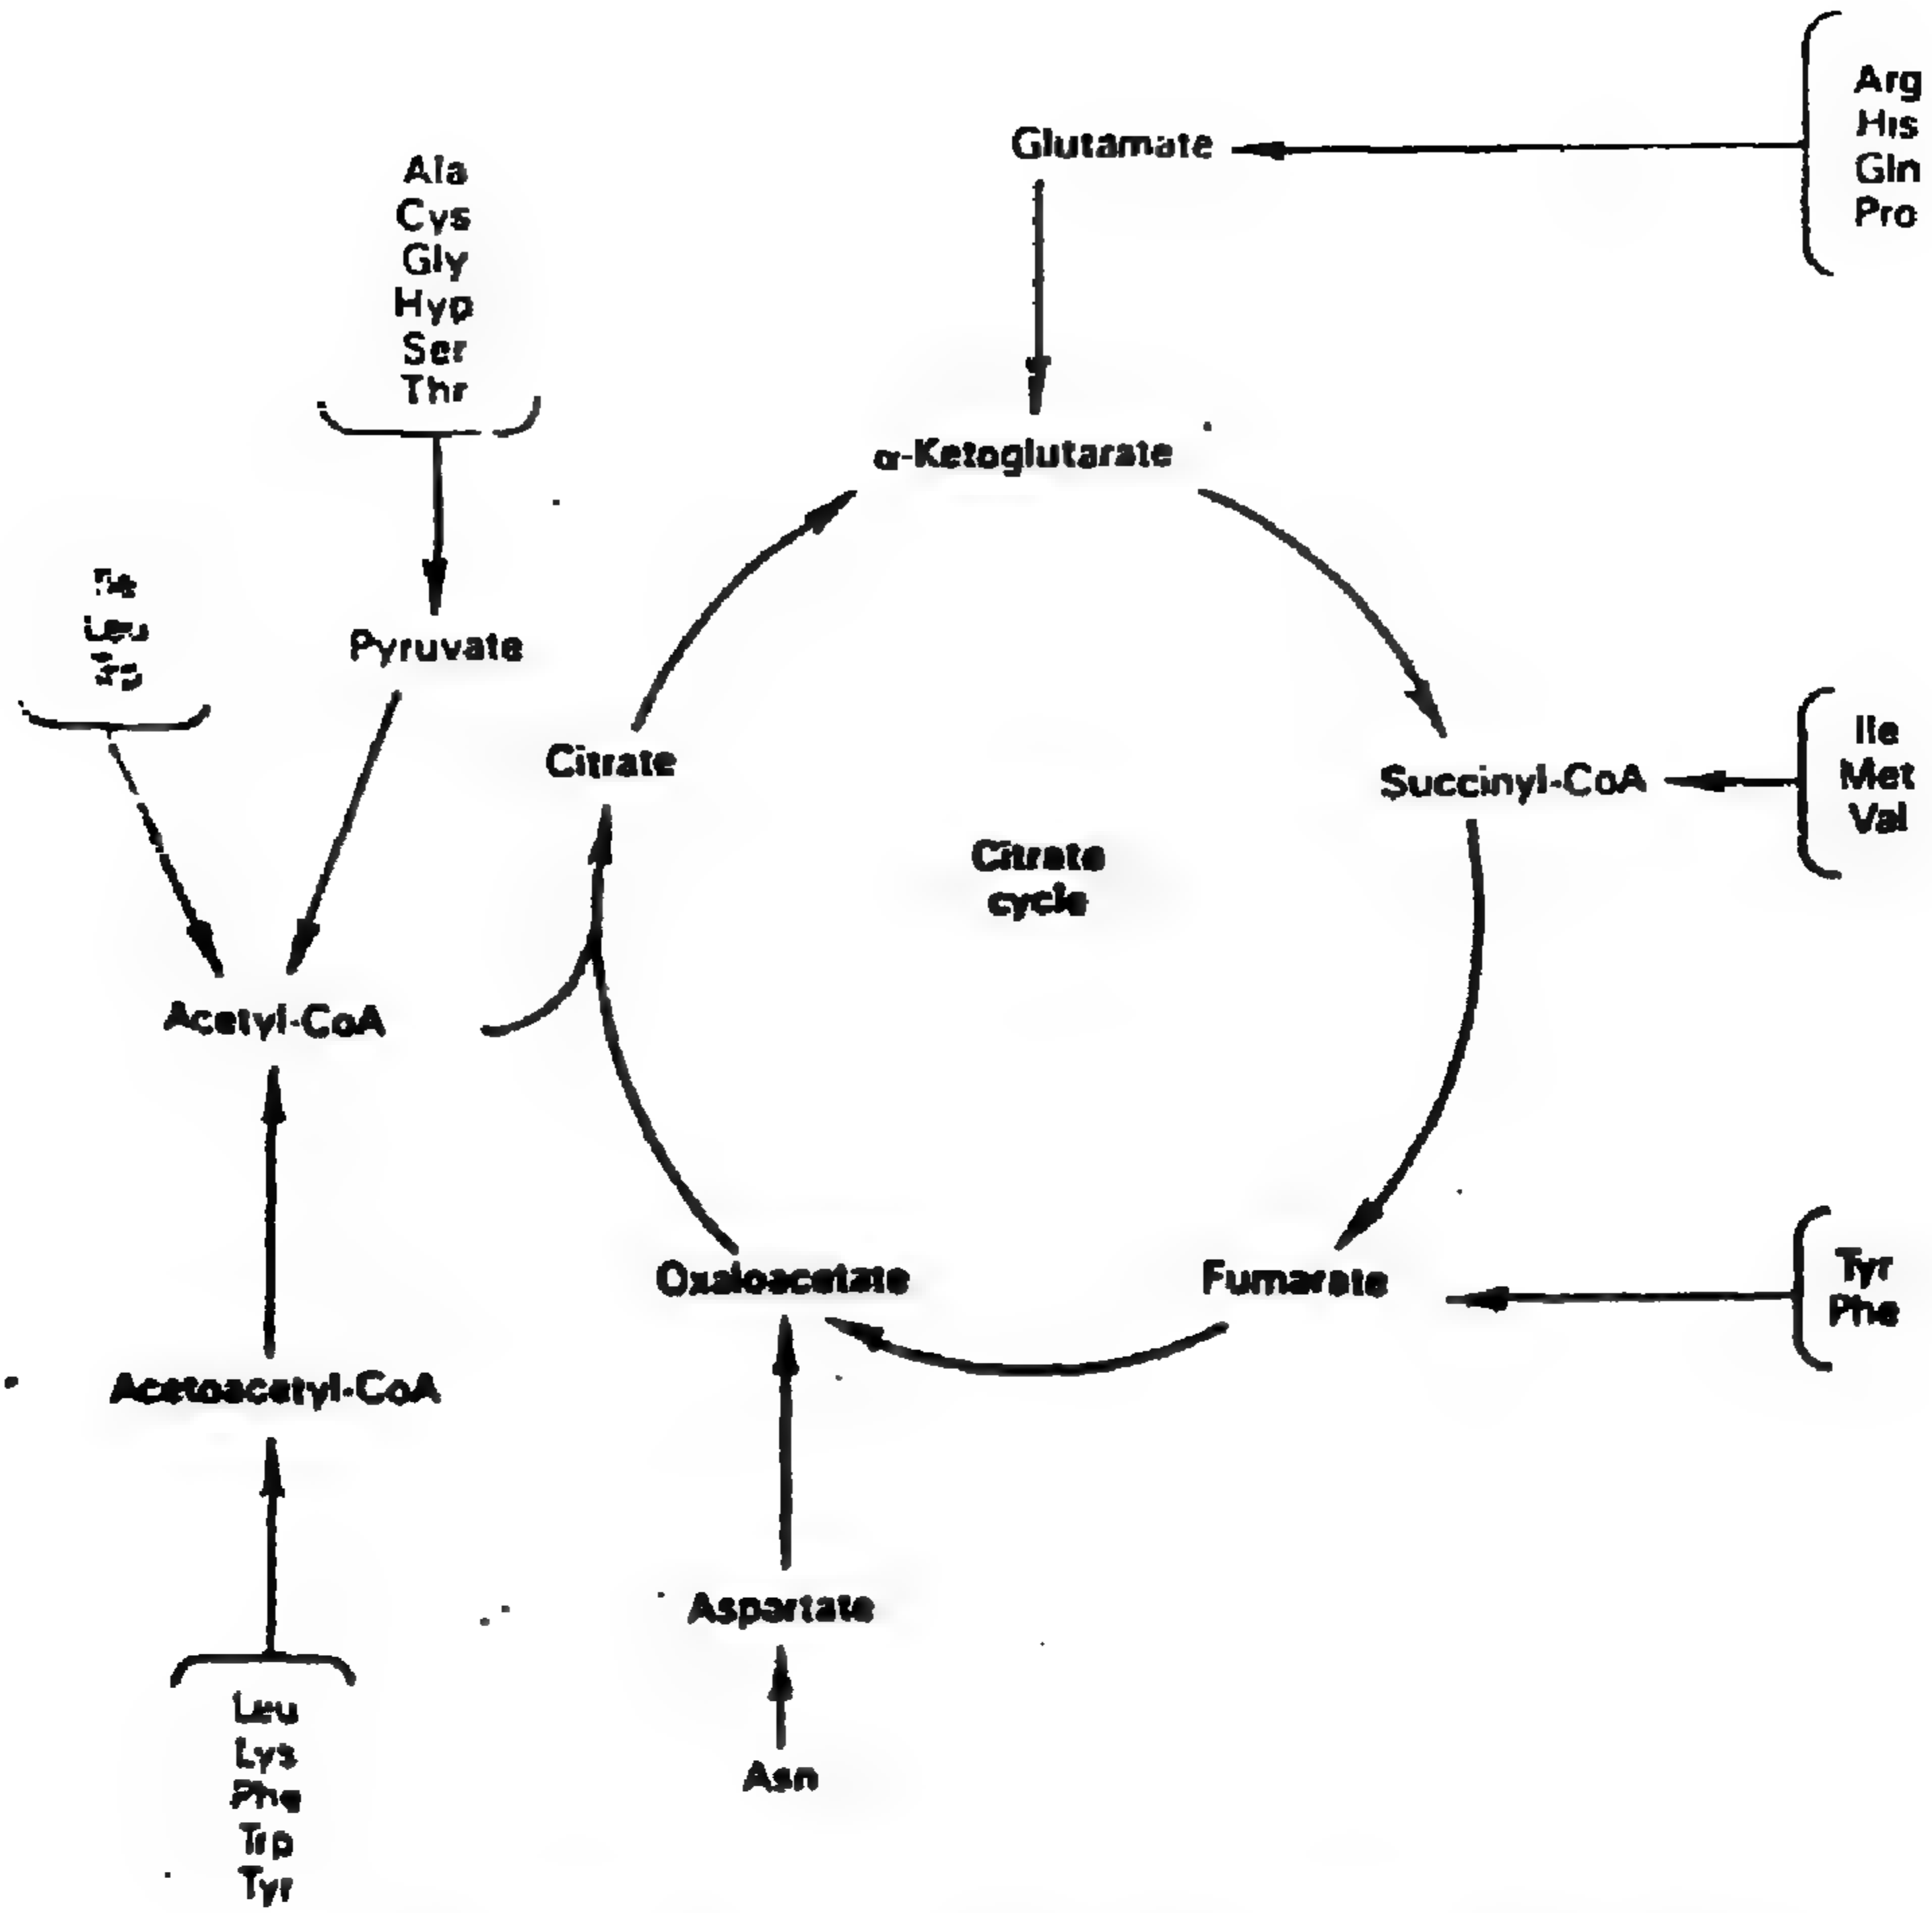 Arg
His
Gln
Pro
Glutamate
Ala
Cys
Gly
Hyp
Ser
Thr
α-Ketoglutarate
Pyruvate
Leu
Citrate
Succinyl-CoA
Ile
Met
Val
Citrate
cycle
Acetyl-CoA
Oxaloacetate
Fumarate
Tyr
Phe
Acetoacetyl-CoA
Aspartate
Leu
Lys
Phe
Trp
Tyr
Asn